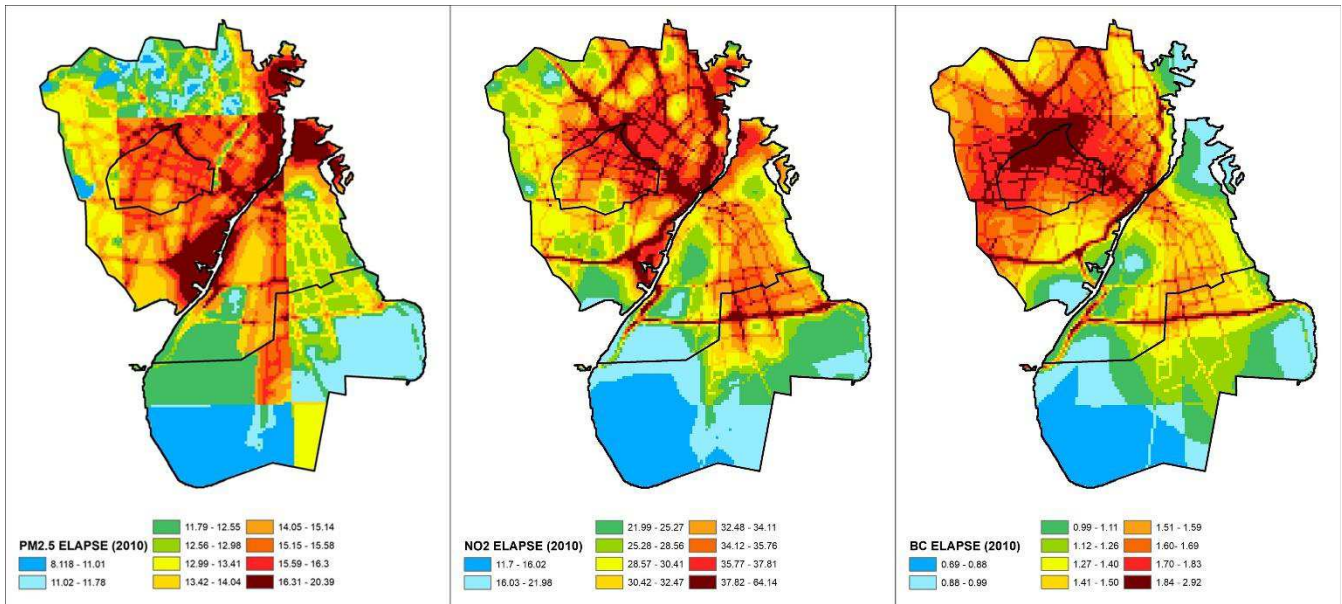 PM2.5 ELAPSE (2010)
8.118 - 11.01
11.02 - 11.78
11.79 - 12.55
12.56 - 12.98
12.99 - 13.41
13.42 - 14.04
14.05 - 15.14
15.15 - 15.58
15.59 - 16.3
16.31 - 20.39
NO2 ELAPSE (2010)
11.7 - 16.02
16.03 - 21.98
21.99 - 25.27
25.28 - 28.56
28.57 - 30.41
30.42 - 32.47
32.48 - 34.11
34.12 - 35.76
35.77 - 37.81
37.82 - 64.14
BC ELAPSE (2010)
0.69 - 0.88
0.88 - 0.99
0.99 - 1.11
1.12 - 1.26
1.27 - 1.40
1.41 - 1.50
1.51 - 1.59
1.60 - 1.69
1.70 - 1.83
1.84 - 2.92